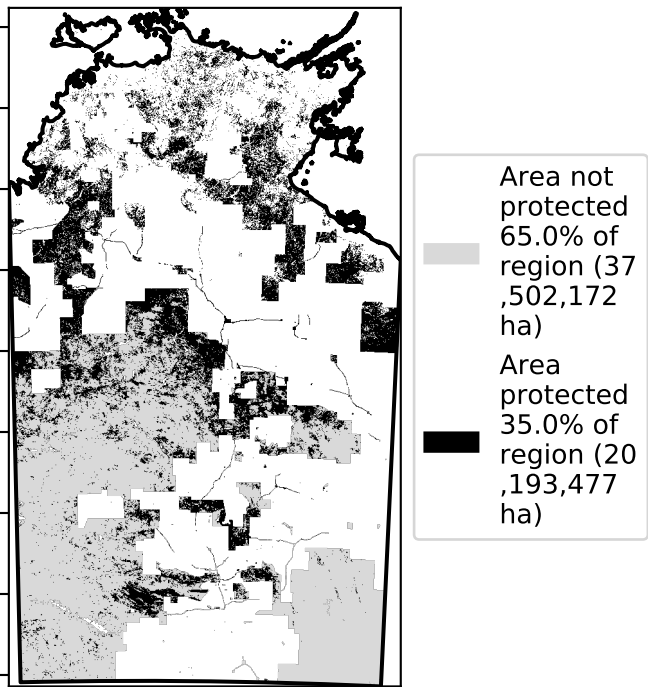 Area not
protected
65.0% of
region (37
,502,172
ha)
Area
protected
35.0% of
region (20
,193,477
ha)